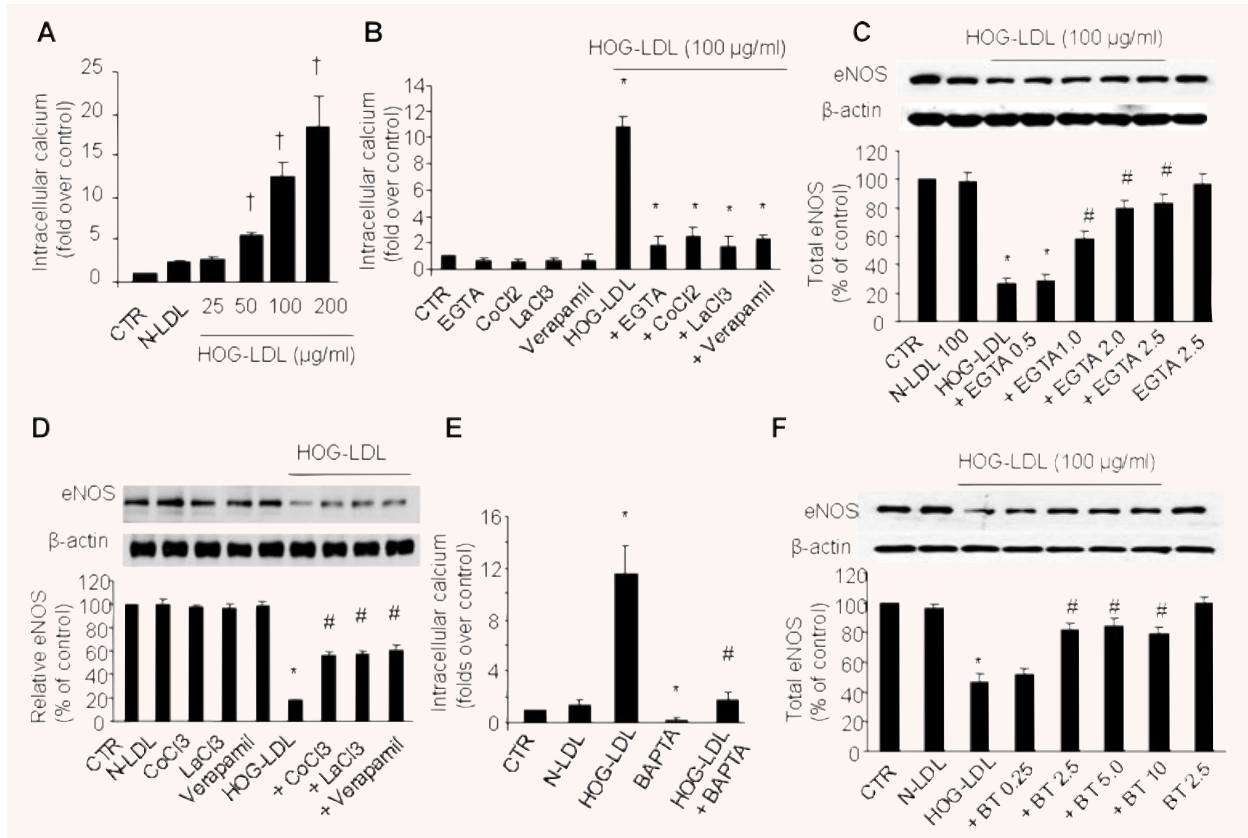 A
Intracellular calcium
(fold over control)
25
20
15
10
5
0
†
†
†
CTR
N-LDL
25
50
100
200
HOG-LDL (µg/ml)
B
HOG-LDL (100 µg/ml)
Intracellular calcium
(fold over control)
14
12
10
8
6
4
2
0
*
*
*
*
*
CTR
EGTA
CoCl2
LaCl3
Verapamil
HOG-LDL
+ EGTA
+ CoCl2
+ LaCl3
+ Verapamil
C
HOG-LDL (100 µg/ml)
eNOS
β-actin
Total eNOS
(% of control)
120
100
80
60
40
20
0
*
*
#
#
#
CTR
N-LDL 100
HOG-LDL
+ EGTA 0.5
+ EGTA1.0
+ EGTA 2.0
+ EGTA 2.5
EGTA 2.5
D
HOG-LDL
eNOS
β-actin
Relative eNOS
(% of control)
120
100
80
60
40
20
0
*
#
#
#
CTR
N-LDL
CoCl3
LaCl3
Verapamil
HOG-LDL
+ CoCl3
+ LaCl3
+ Verapamil
E
Intracellular calcium
(folds over control)
16
12
8
4
2
0
*
*
#
CTR
N-LDL
HOG-LDL
BAPTA
HOG-LDL
+ BAPTA
F
HOG-LDL (100 µg/ml)
eNOS
β-actin
Total eNOS
(% of control)
120
100
80
60
40
20
0
*
#
#
#
CTR
N-LDL
HOG-LDL
+ BT 0.25
+ BT 2.5
+ BT 5.0
+ BT 10
BT 2.5